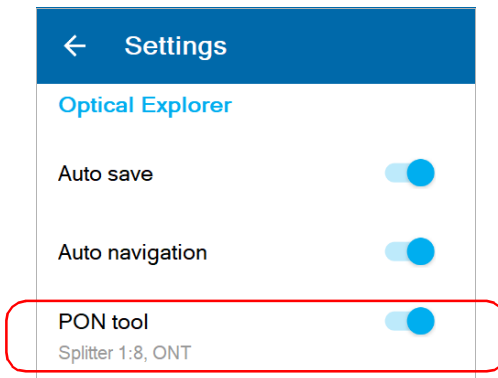 Settings
Optical Explorer
Auto save
Auto navigation
PON tool
Splitter 1:8, ONT